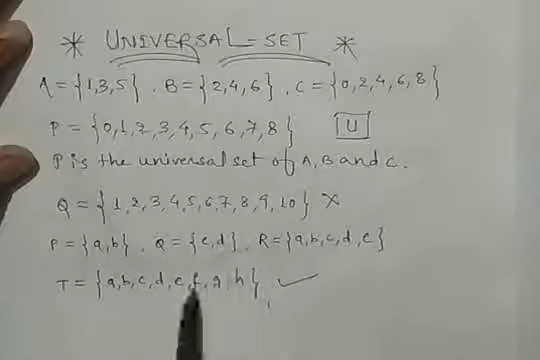 * UNIVERSAL-SET *
A = {1,3,5} . B = {2,4,6} . C = {0,2,4,6,8}
P = {0,1,2,3,4,5,6,7,8} U
P is the universal set of A, B and C.
Q = {1,2,3,4,5,6,7,8,9,10} ×
P = {a,b} . Q = {c,d} . R = {a,b,c,d,e}
T = {a,b,c,d,e,f,g,h} ✓